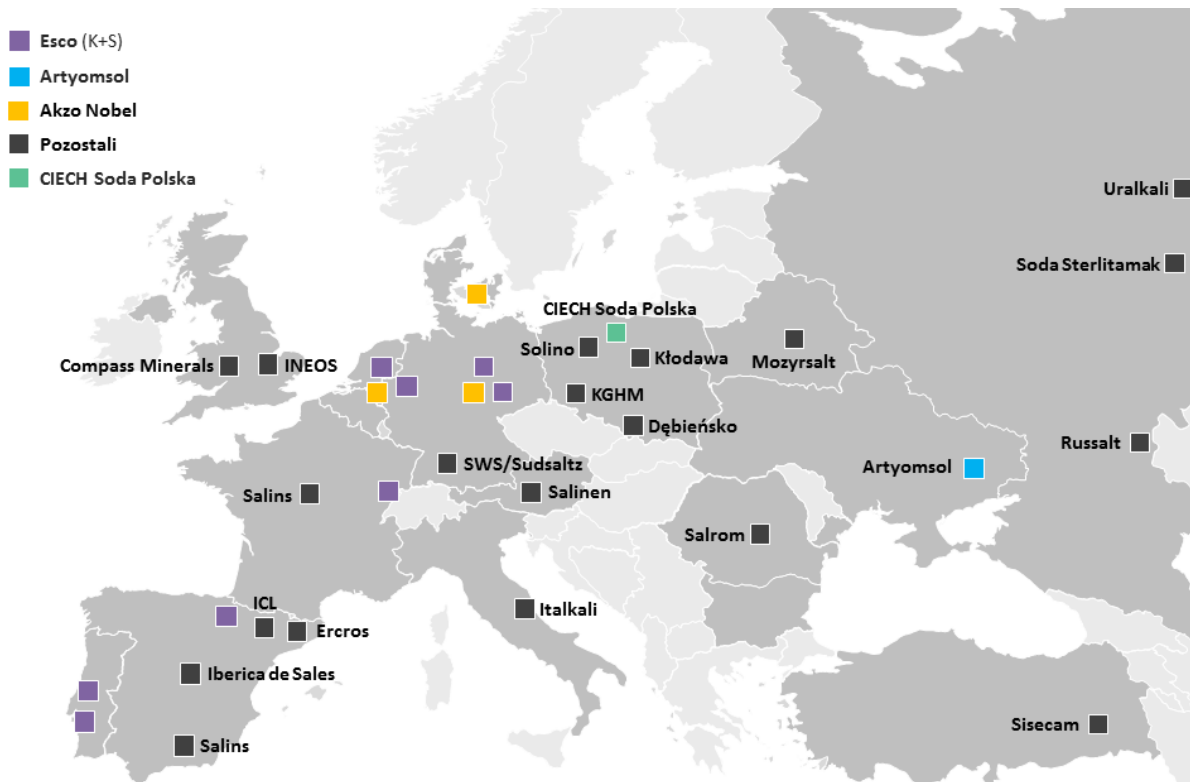 Esco (K+S)
Artyomsol
Akzo Nobel
Pozostali
CIECH Soda Polska
Uralkali
Soda Sterlitamak
CIECH Soda Polska
Solino
Kłodawa
Mozyrsalt
Compass Minerals
INEOS
KGHM
Dębieńsko
Russalt
SWS/Sudsaltz
Artyomsol
Salins
Salinen
Salrom
ICL
Italkali
Ercros
Iberica de Sales
Sisecam
Salins